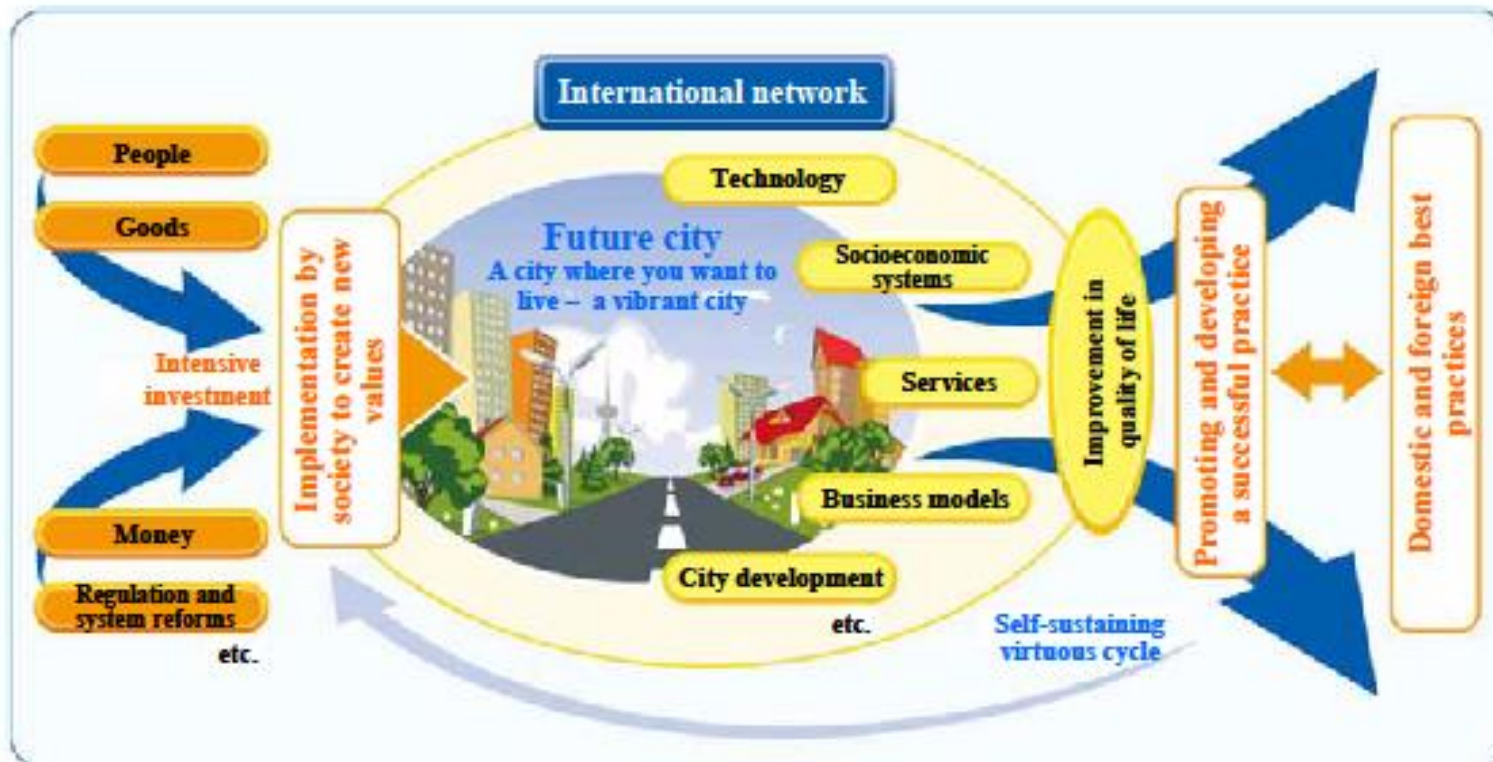 International network
People
Goods
Intensive
investment
Money
Regulation and
system reforms
etc.
Implementation by
society to create new
values
Future city
A city where you want to
live – a vibrant city
Technology
Socioeconomic
systems
Services
Business models
City development
etc.
Improvement in
quality of life
Promoting and developing
a successful practice
Domestic and foreign best
practices
Self-sustaining
virtuous cycle